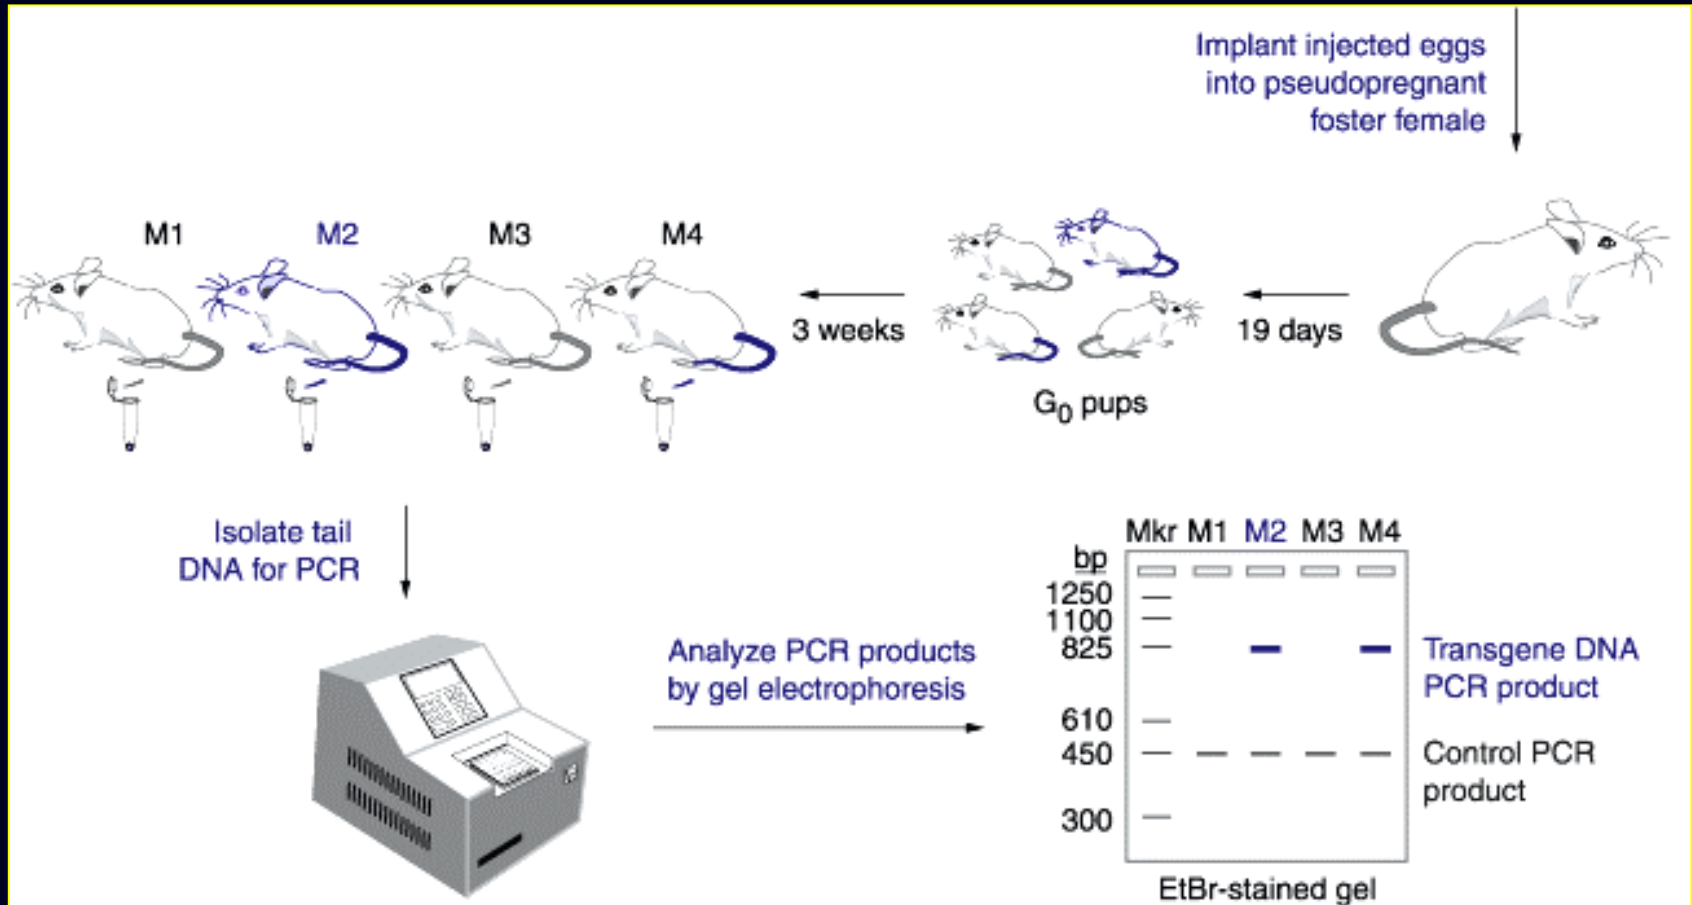 Implant injected eggs
into pseudopregnant
foster female
M1
M2
M3
M4
3 weeks
19 days
G0 pups
Isolate tail
DNA for PCR
Analyze PCR products
by gel electrophoresis
Mkr M1 M2 M3 M4
bp
1250
1100
825
610
450
300
Transgene DNA
PCR product
Control PCR
product
EtBr-stained gel